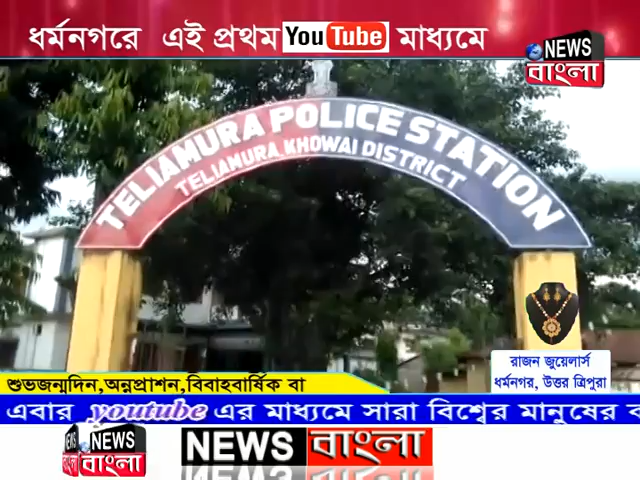 ধর্মনগরে এই প্রথম YouTube মাধ্যমে
NEWS
বাংলা
TELIAMURA POLICE STATION
TELIAMURA KHOWAI DISTRICT
রাজন জুয়েলার্স
ধর্মনগর, উত্তর ত্রিপুরা
শুভজন্মদিন,অন্নপ্রাশন,বিবাহবার্ষিক বা
এবার youtube এর মাধ্যমে সারা বিশ্বের মানুষের
NEWS
বাংলা
NEWS বাংলা